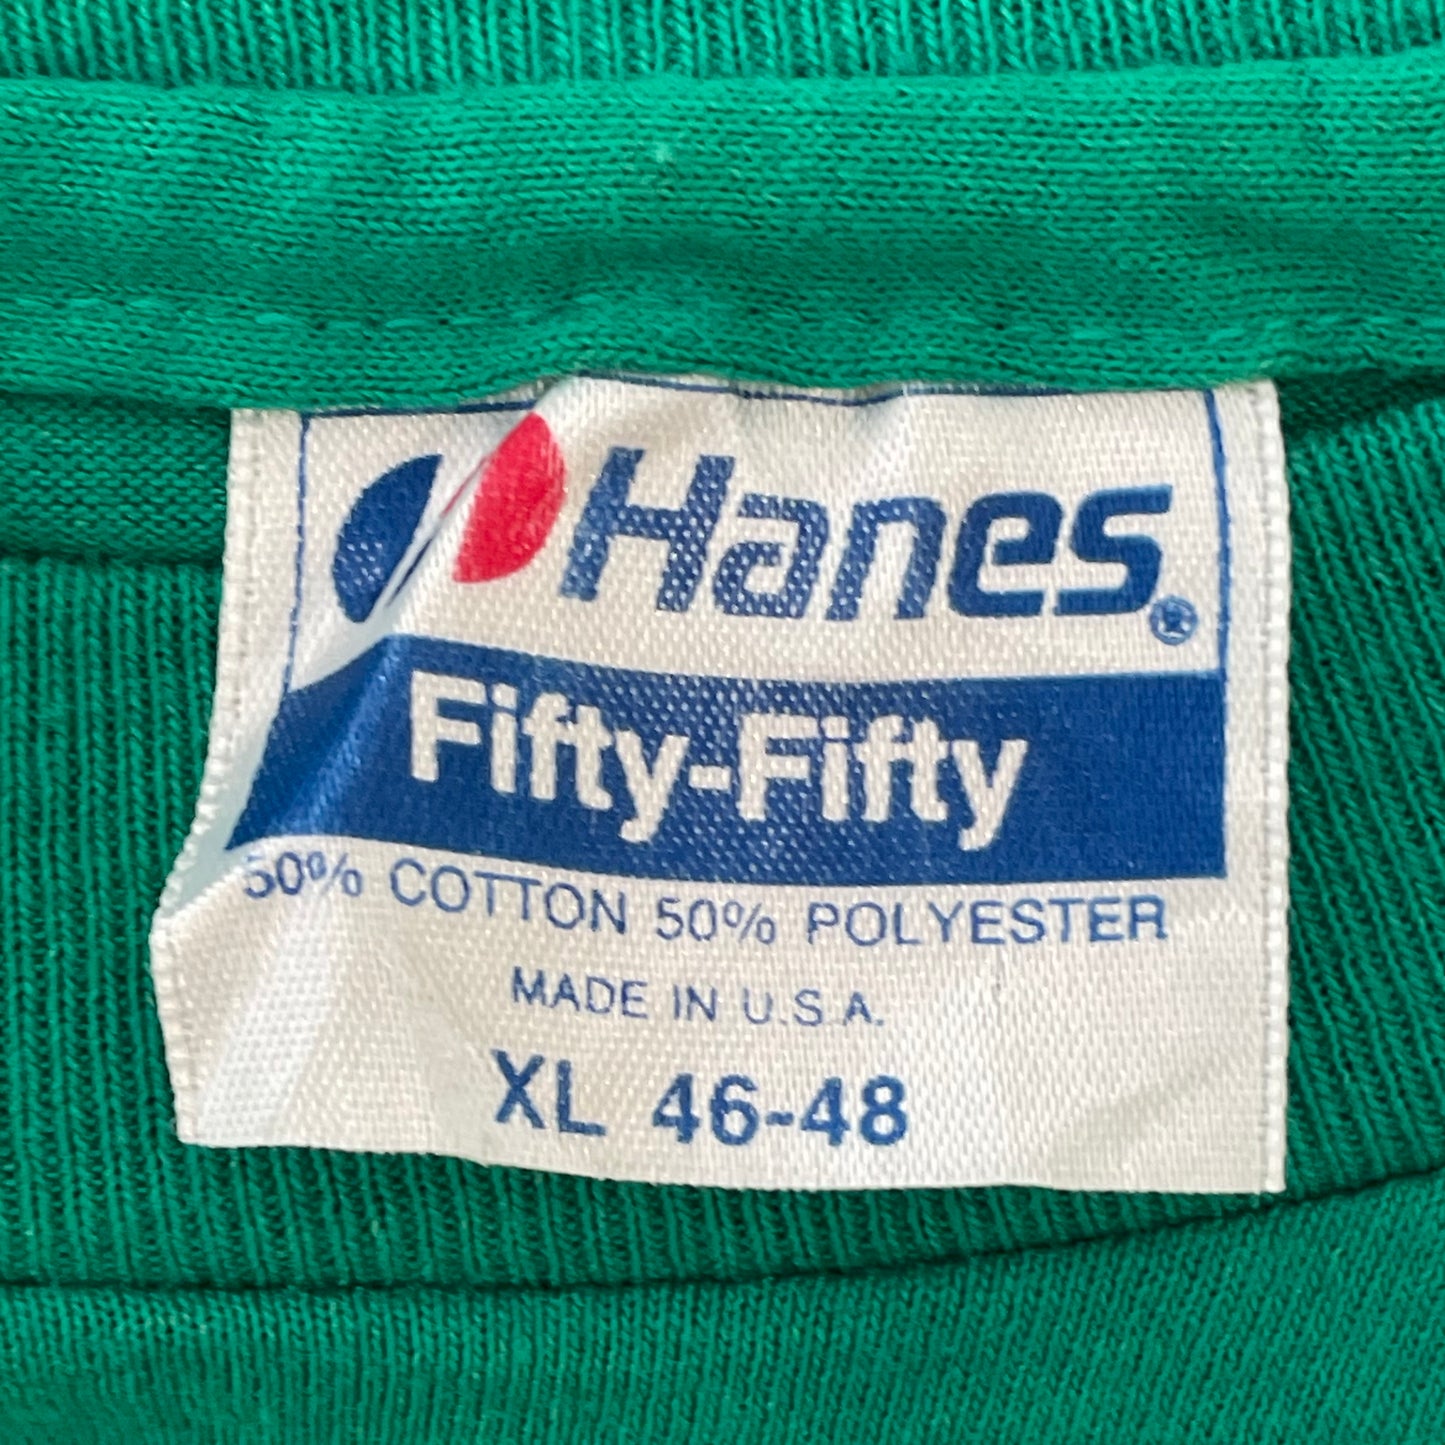 Hanes®
Fifty-Fifty
50% COTTON 50% POLYESTER
MADE IN U.S.A.
XL 46-48